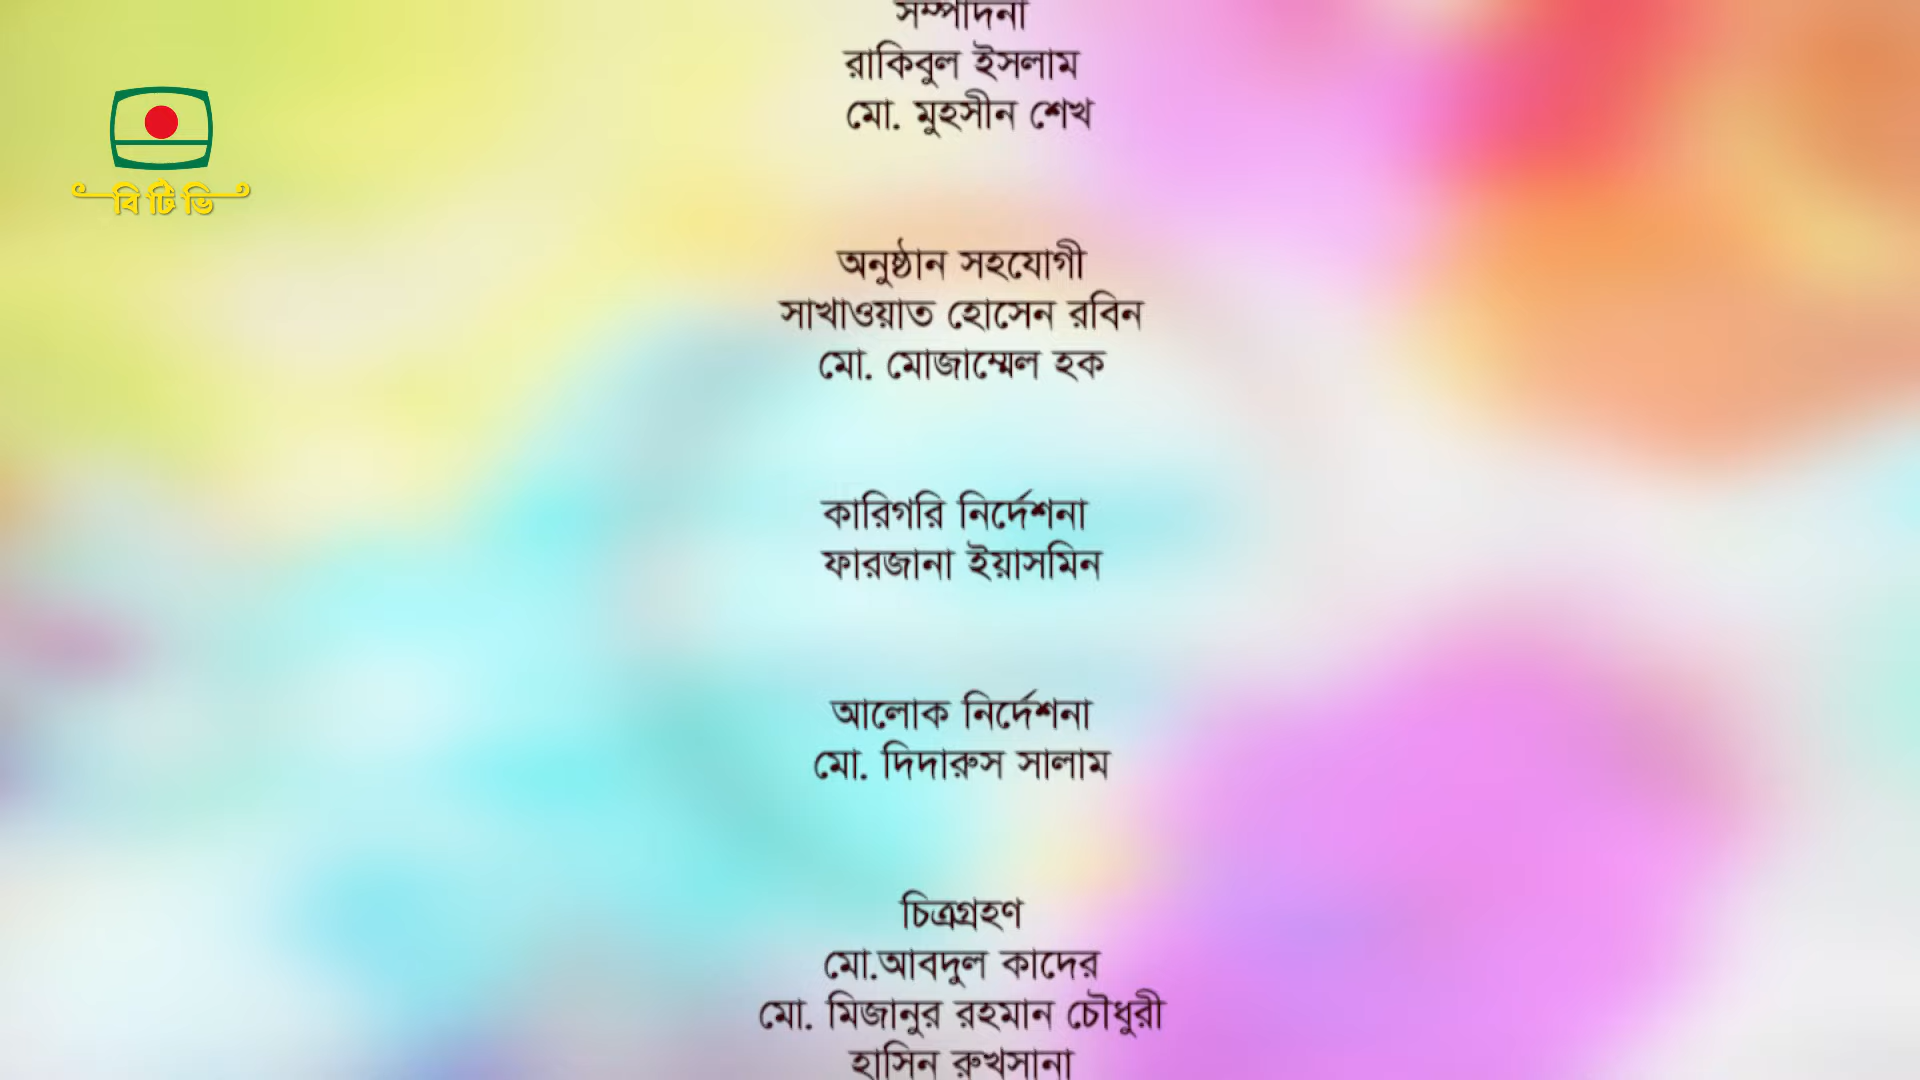 সম্পাদনা
রাকিবুল ইসলাম
মো. মুহসীন শেখ
বি টি ভি
অনুষ্ঠান সহযোগী
সাখাওয়াত হোসেন রবিন
মো. মোজাম্মেল হক
কারিগরি নির্দেশনা
ফারজানা ইয়াসমিন
আলোক নির্দেশনা
মো. দিদারুস সালাম
চিত্রগ্রহণ
মো.আবদুল কাদের
মো. মিজানুর রহমান চৌধুরী
হাসিন রুখসানা